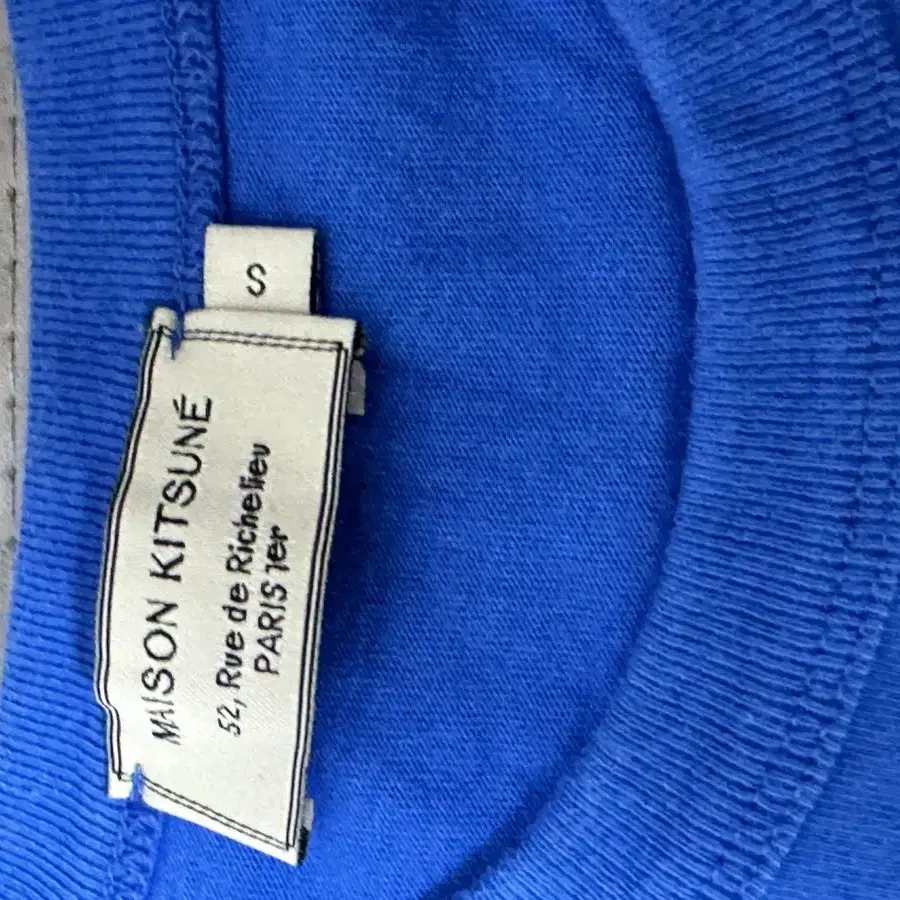 S
MAISON KITSUNÉ
52, Rue de Richelieu
PARIS 1er